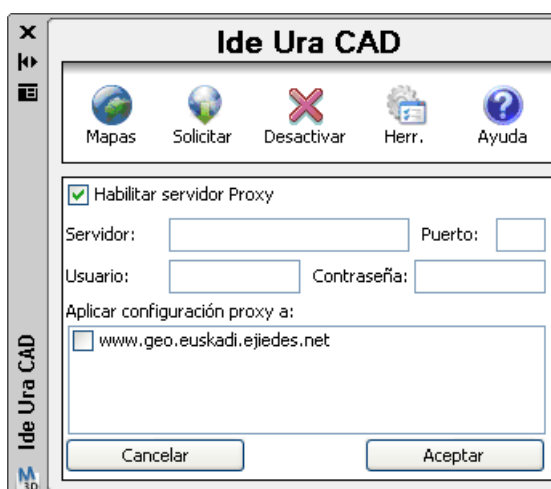 Ide Ura CAD
Mapas Solicitar Desactivar Herr. Ayuda
Habilitar servidor Proxy
Servidor: Puerto:
Usuario: Contraseña:
Aplicar configuración proxy a:
www.geo.euskadi.ejiedes.net
Cancelar Aceptar
Ide Ura CAD
M
3D